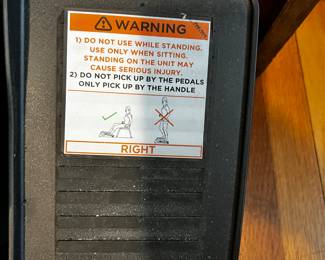 WARNING
1) DO NOT USE WHILE STANDING.
USE ONLY WHEN SITTING.
STANDING ON THE UNIT MAY
CAUSE SERIOUS INJURY.
2) DO NOT PICK UP BY THE PEDALS
ONLY PICK UP BY THE HANDLE
RIGHT